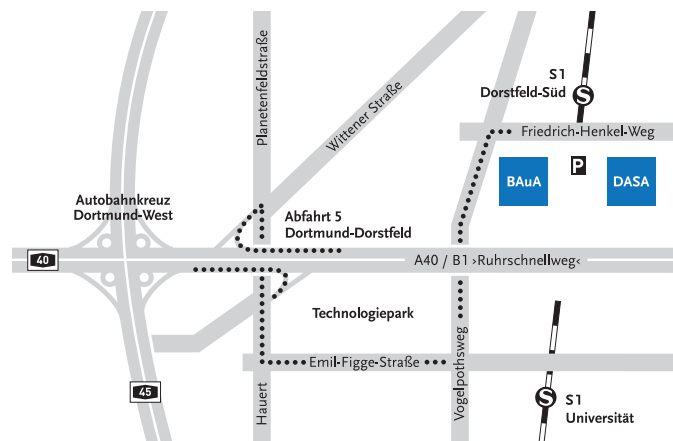 Planetenfeldstraße
Wittener Straße
S1
Dorstfeld-Süd
S
Friedrich-Henkel-Weg
P
BAuA
DASA
Autobahnkreuz
Dortmund-West
Abfahrt 5
Dortmund-Dorstfeld
40
A40 / B1 ›Ruhrschnellweg‹
Technologiepark
Emil-Figge-Straße
Vogelpothsweg
Hauert
45
S
S1
Universität